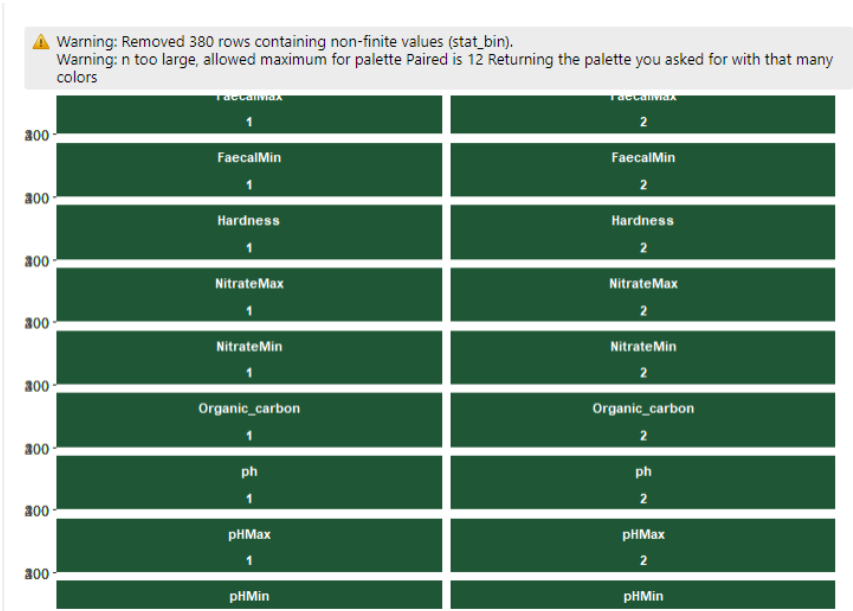 Warning: Removed 380 rows containing non-finite values (stat_bin).
Warning: n too large, allowed maximum for palette Paired is 12 Returning the palette you asked for with that many
colors
FaecalMax FaecalMax
1 2
FaecalMin FaecalMin
1 2
Hardness Hardness
1 2
NitrateMax NitrateMax
1 2
NitrateMin NitrateMin
1 2
Organic_carbon Organic_carbon
1 2
ph ph
1 2
pHMax pHMax
1 2
pHMin pHMin